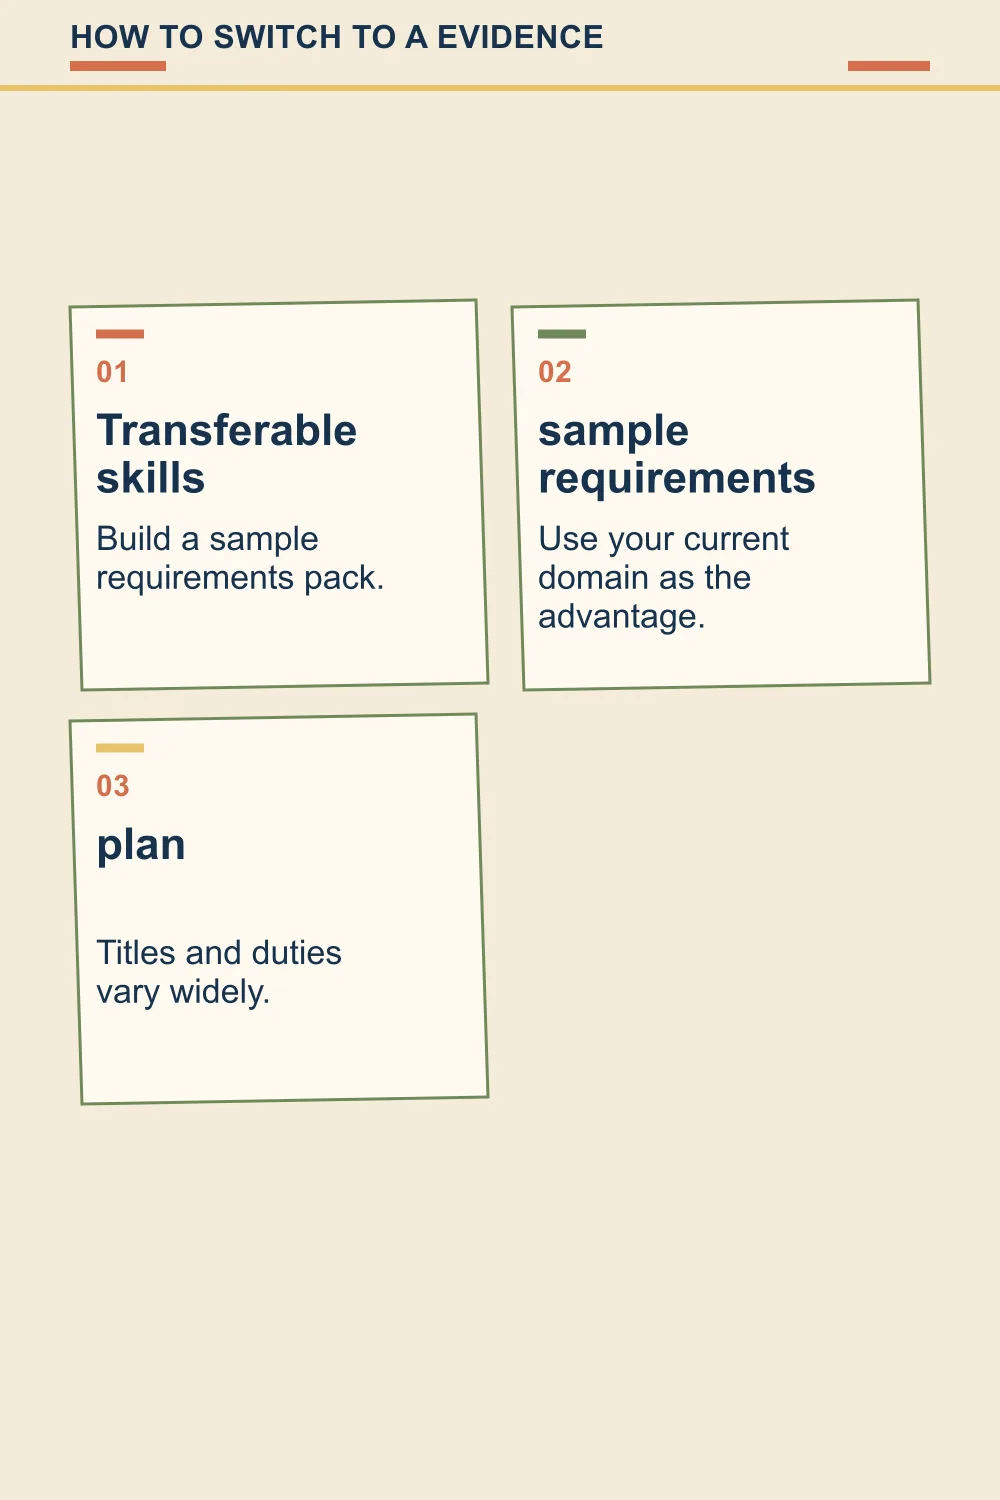 HOW TO SWITCH TO A EVIDENCE
01
Transferable
skills
Build a sample
requirements pack.
02
sample
requirements
Use your current
domain as the
advantage.
03
plan
Titles and duties
vary widely.